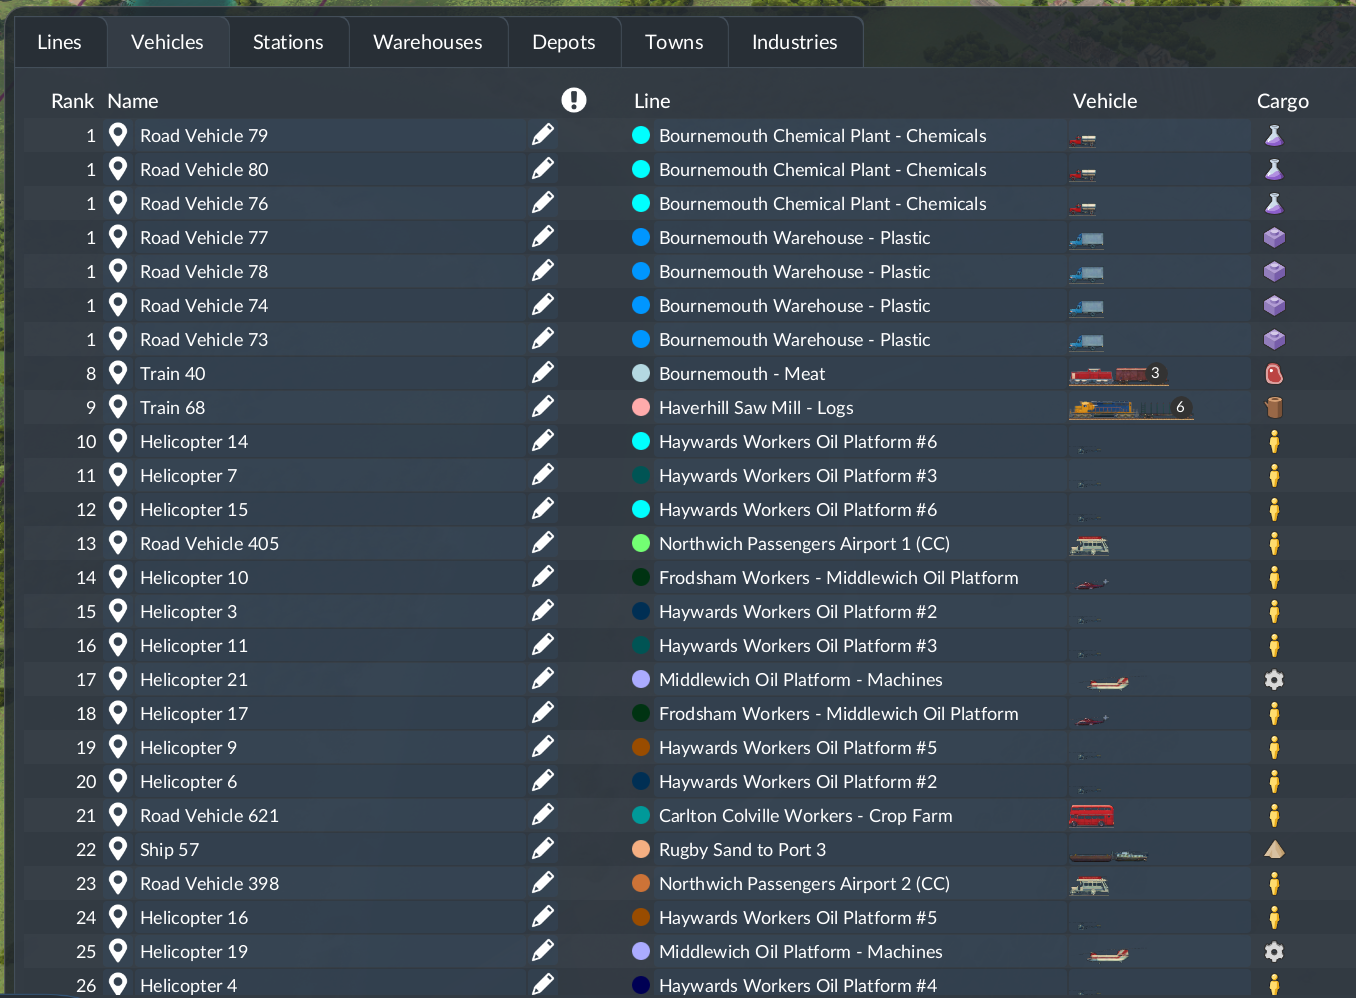 Lines Vehicles Stations Warehouses Depots Towns Industries
Rank Name Line Vehicle Cargo
1 Road Vehicle 79 Bournemouth Chemical Plant - Chemicals
1 Road Vehicle 80 Bournemouth Chemical Plant - Chemicals
1 Road Vehicle 76 Bournemouth Chemical Plant - Chemicals
1 Road Vehicle 77 Bournemouth Warehouse - Plastic
1 Road Vehicle 78 Bournemouth Warehouse - Plastic
1 Road Vehicle 74 Bournemouth Warehouse - Plastic
1 Road Vehicle 73 Bournemouth Warehouse - Plastic
8 Train 40 Bournemouth - Meat 3
9 Train 68 Haverhill Saw Mill - Logs 6
10 Helicopter 14 Haywards Workers Oil Platform #6
11 Helicopter 7 Haywards Workers Oil Platform #3
12 Helicopter 15 Haywards Workers Oil Platform #6
13 Road Vehicle 405 Northwich Passengers Airport 1 (CC)
14 Helicopter 10 Frodsham Workers - Middlewich Oil Platform
15 Helicopter 3 Haywards Workers Oil Platform #2
16 Helicopter 11 Haywards Workers Oil Platform #3
17 Helicopter 21 Middlewich Oil Platform - Machines
18 Helicopter 17 Frodsham Workers - Middlewich Oil Platform
19 Helicopter 9 Haywards Workers Oil Platform #5
20 Helicopter 6 Haywards Workers Oil Platform #2
21 Road Vehicle 621 Carlton Colville Workers - Crop Farm
22 Ship 57 Rugby Sand to Port 3
23 Road Vehicle 398 Northwich Passengers Airport 2 (CC)
24 Helicopter 16 Haywards Workers Oil Platform #5
25 Helicopter 19 Middlewich Oil Platform - Machines
26 Helicopter 4 Haywards Workers Oil Platform #4